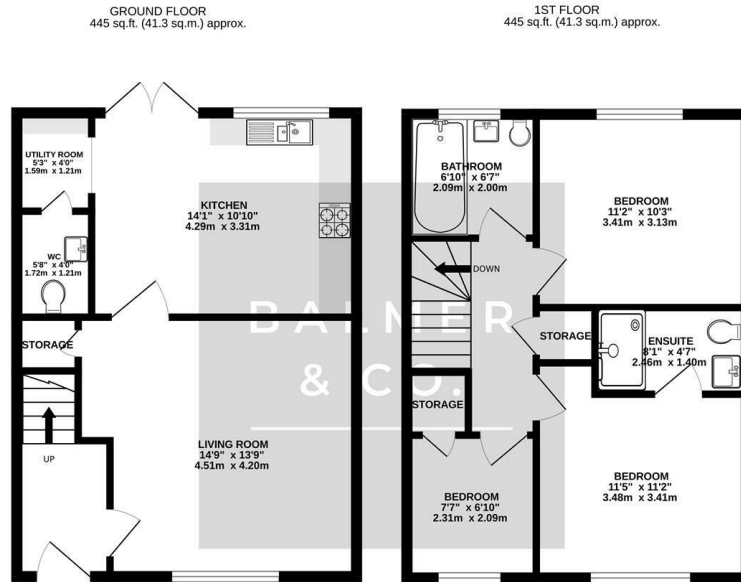 GROUND FLOOR
445 sq.ft. (41.3 sq.m.) approx.
UTILITY ROOM
5'3" x 4'0"
1.59m x 1.21m
WC
5'8" x 4'0"
1.72m x 1.21m
KITCHEN
14'1" x 10'10"
4.29m x 3.31m
STORAGE
UP
LIVING ROOM
14'9" x 13'9"
4.51m x 4.20m
1ST FLOOR
445 sq.ft. (41.3 sq.m.) approx.
BATHROOM
6'10" x 6'7"
2.09m x 2.00m
BEDROOM
11'2" x 10'3"
3.41m x 3.13m
DOWN
STORAGE
ENSUITE
8'1" x 4'7"
2.46m x 1.40m
STORAGE
BEDROOM
7'7" x 6'10"
2.31m x 2.09m
BEDROOM
11'5" x 11'2"
3.48m x 3.41m
BALMER
& CO.